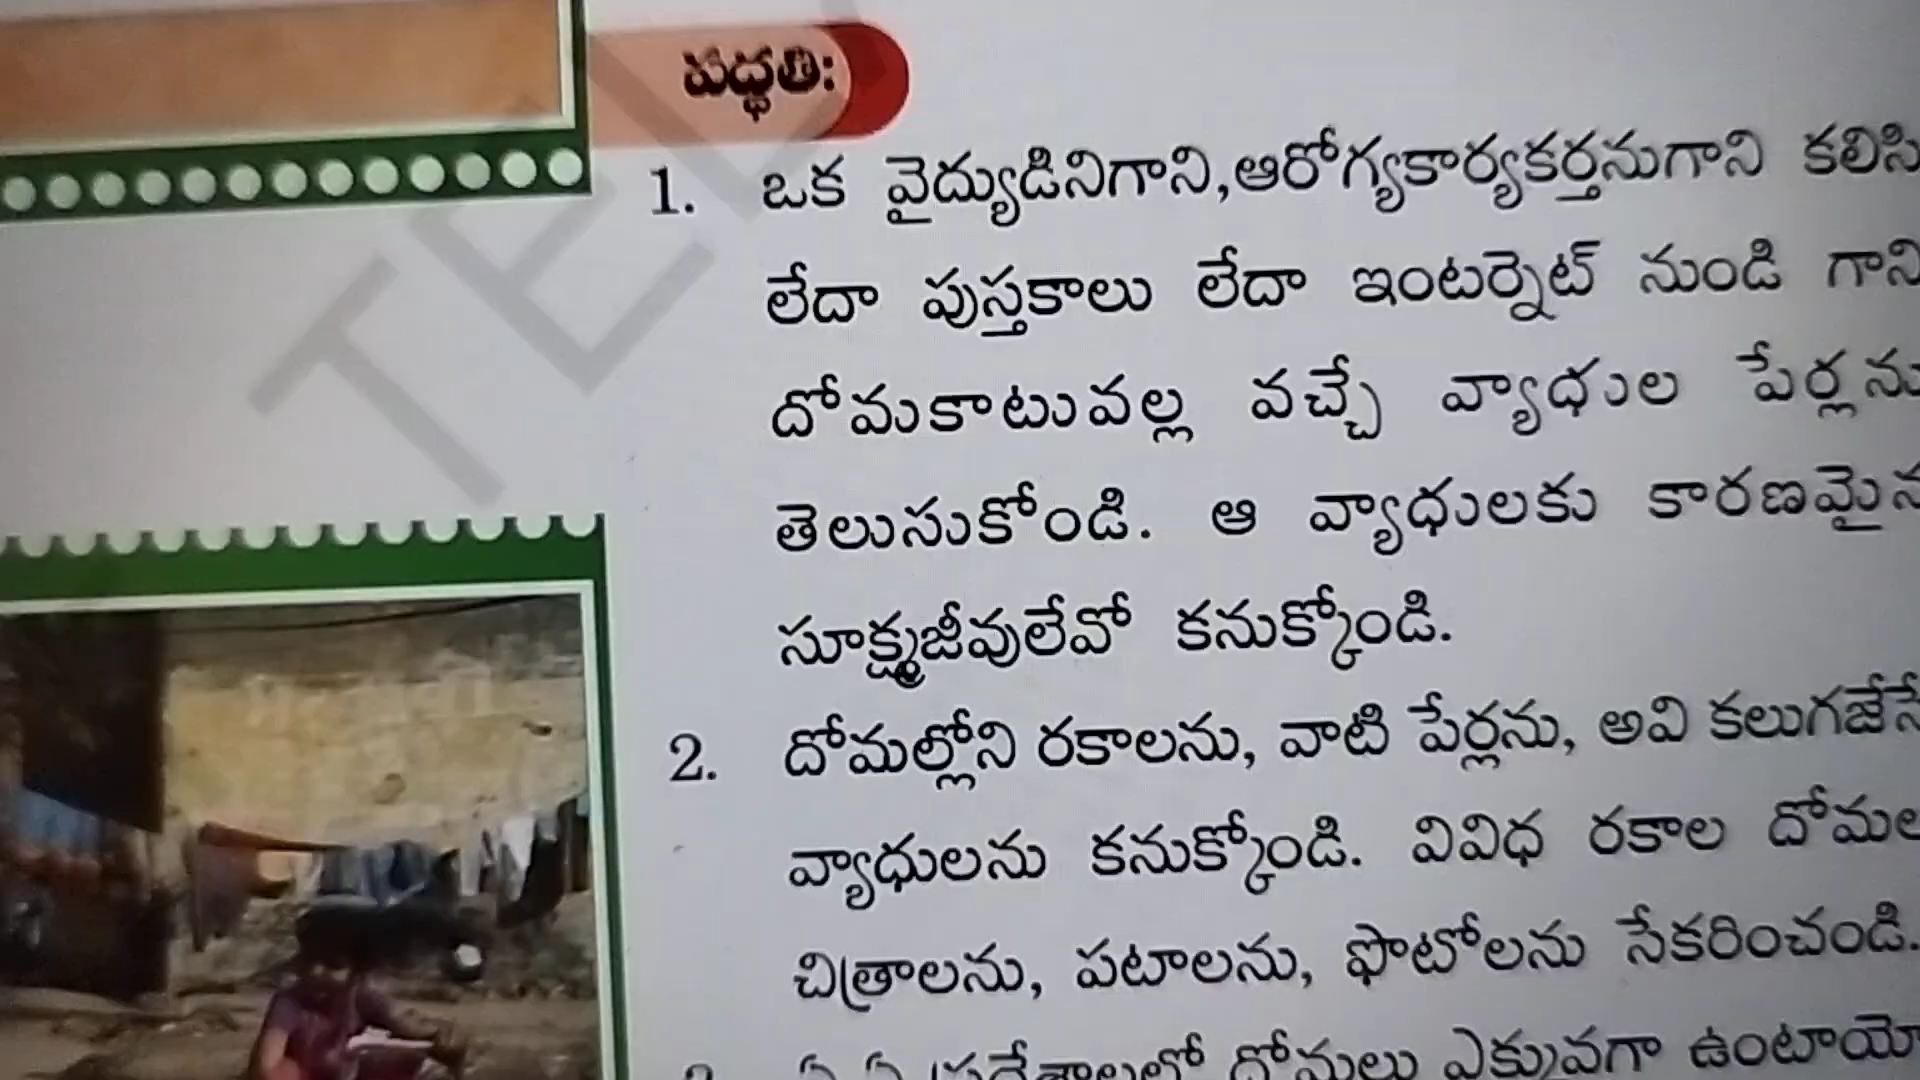 పద్ధతి:
1. ఒక వైద్యుడినిగాని,ఆరోగ్యకార్యకర్తనుగాని కలిసి
లేదా పుస్తకాలు లేదా ఇంటర్నెట్ నుండి గాని
దోమకాటువల్ల వచ్చే వ్యాధుల పేర్లను
తెలుసుకోండి. ఆ వ్యాధులకు కారణమైన
సూక్ష్మజీవులేవో కనుక్కోండి.
2. దోమల్లోని రకాలను, వాటి పేర్లను, అవి కలుగజేసే
వ్యాధులను కనుక్కోండి. వివిధ రకాల దోమల
చిత్రాలను, పటాలను, ఫొటోలను సేకరించండి.
ఏ ఏ ప్రదేశాలలో దోమలు ఎక్కువగా ఉంటాయో